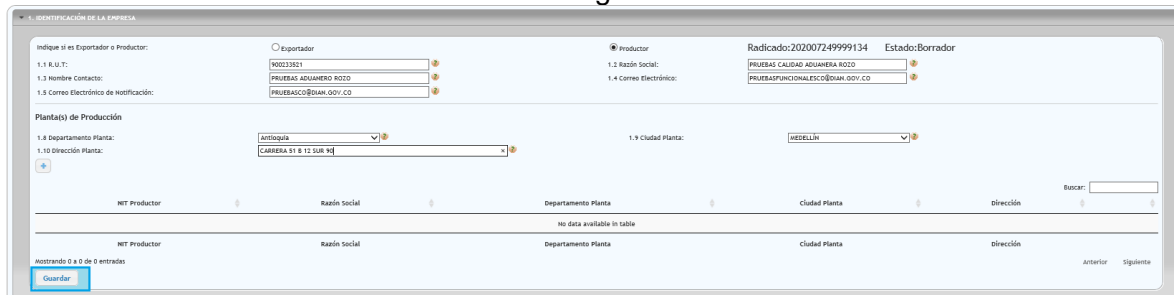 1. IDENTIFICACIÓN DE LA EMPRESA
Indique si es Exportador o Productor: Exportador Productor Radicado:202007249999134 Estado:Borrador
1.1 R.U.T: 900233521 1.2 Razón Social: PRUEBAS CALIDAD ADUANERA ROZO
1.3 Nombre Contacto: PRUEBAS ADUANERO ROZO 1.4 Correo Electrónico: PRUEBASFUNCIONALESCO@DIAN.GOV.CO
1.5 Correo Electrónico de Notificación: PRUEBASCO@DIAN.GOV.CO
Planta(s) de Producción
1.8 Departamento Planta: Antioquia 1.9 Ciudad Planta: MEDELLÍN
1.10 Dirección Planta: CARRERA 51 B 12 SUR 90 x
+
Buscar:
NIT Productor Razón Social Departamento Planta Ciudad Planta Dirección
No data available in table
NIT Productor Razón Social Departamento Planta Ciudad Planta Dirección
Mostrando 0 a 0 de 0 entradas Anterior Siguiente
Guardar